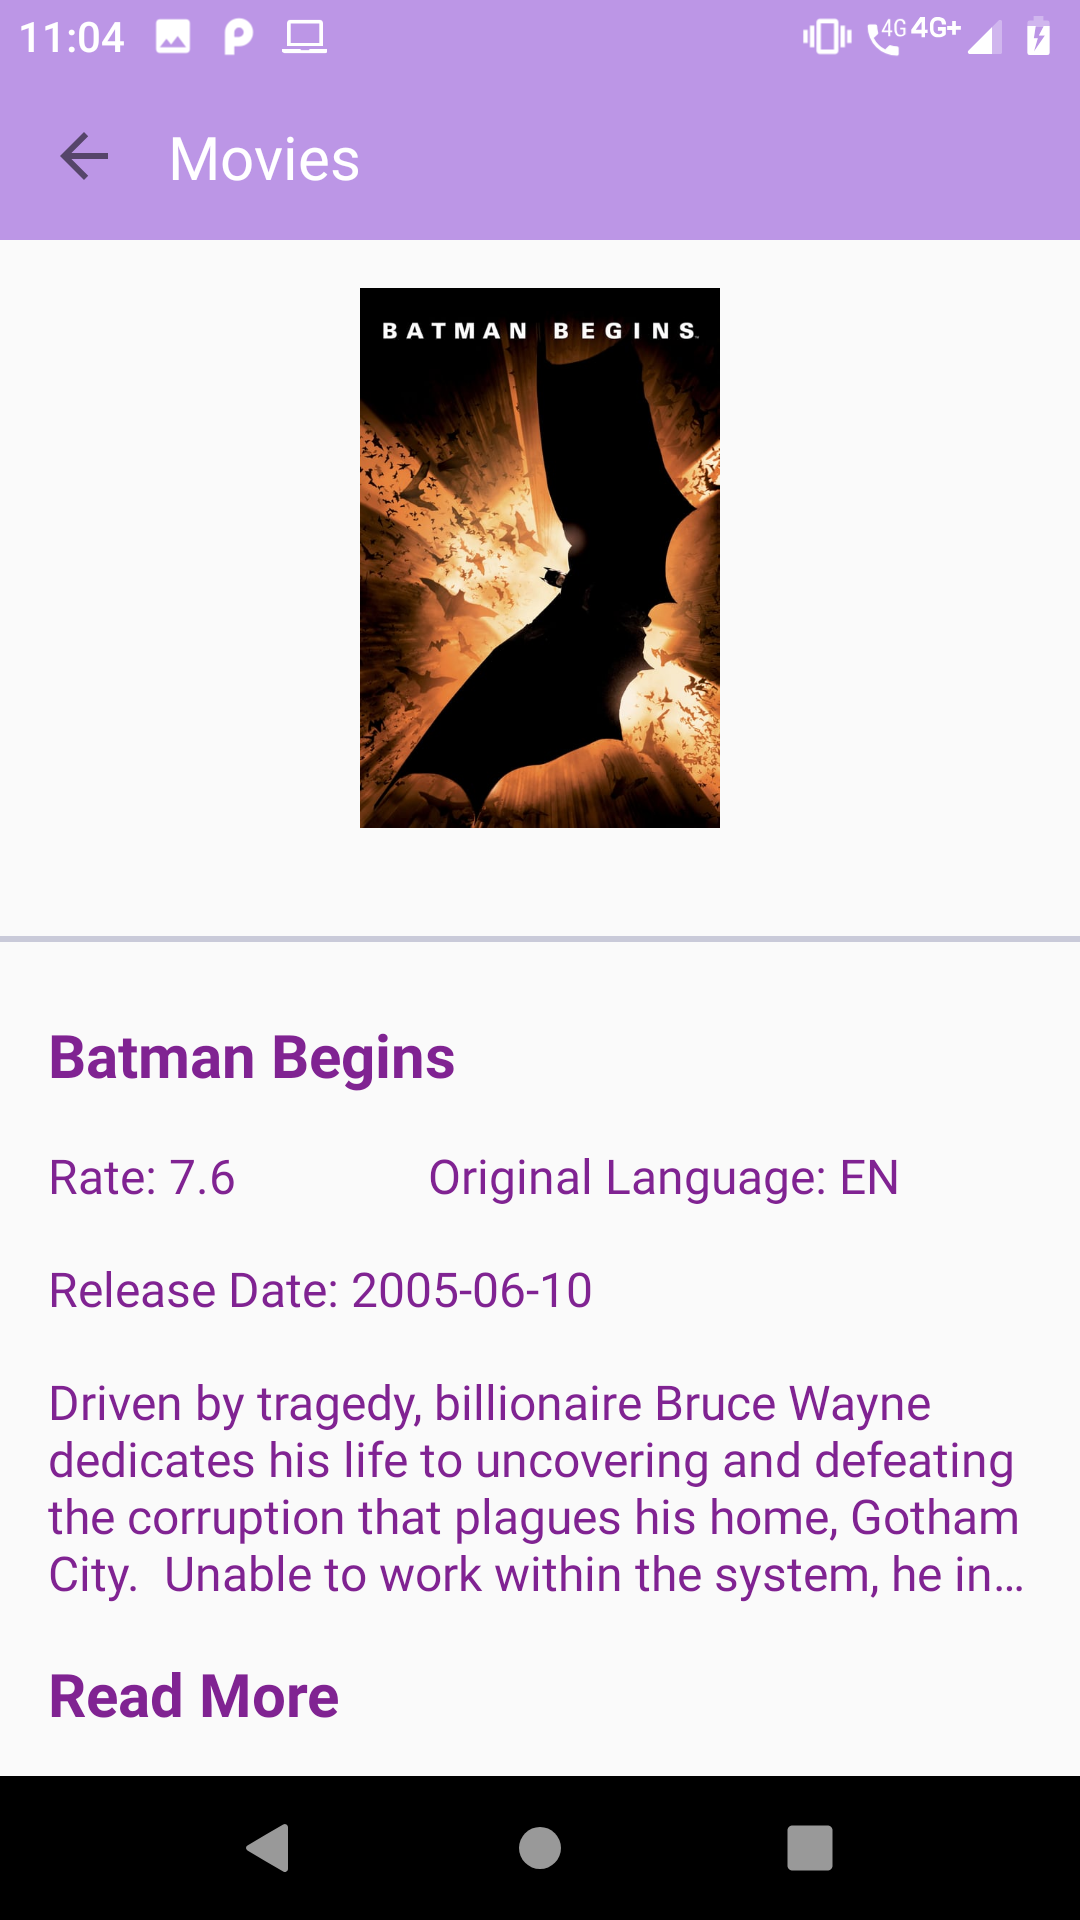 11:04 4G 4G+
Movies
BATMAN BEGINS
Batman Begins
Rate: 7.6 Original Language: EN
Release Date: 2005-06-10
Driven by tragedy, billionaire Bruce Wayne
dedicates his life to uncovering and defeating
the corruption that plagues his home, Gotham
City.  Unable to work within the system, he in…
Read More